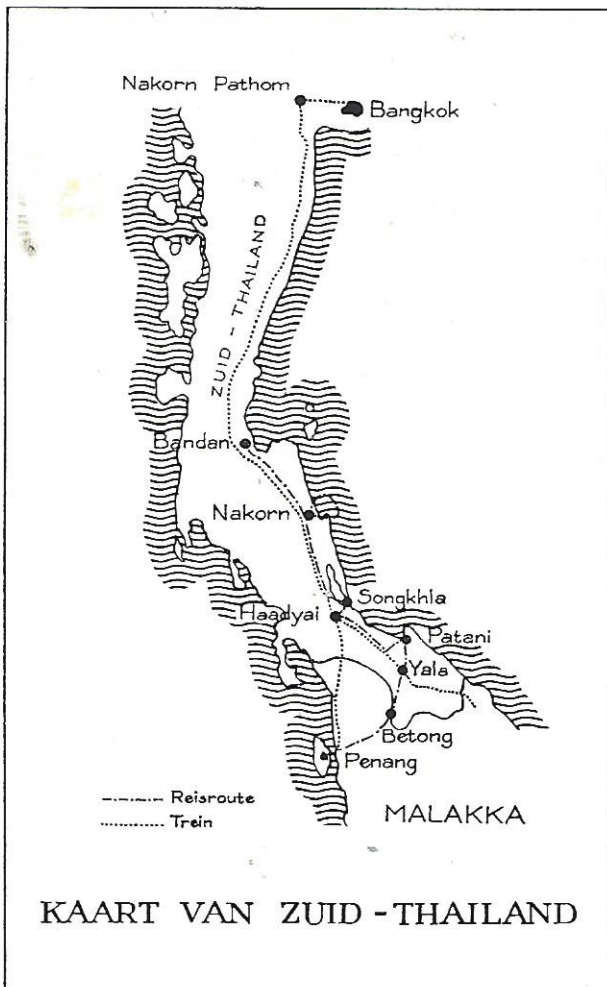 Nakorn Pathom
Bangkok
ZUID - THAILAND
Bandan
Nakorn
Songkhla
Haadyai
Patani
Yala
Betong
Penang
Reisroute
Trein
MALAKKA
KAART VAN ZUID - THAILAND